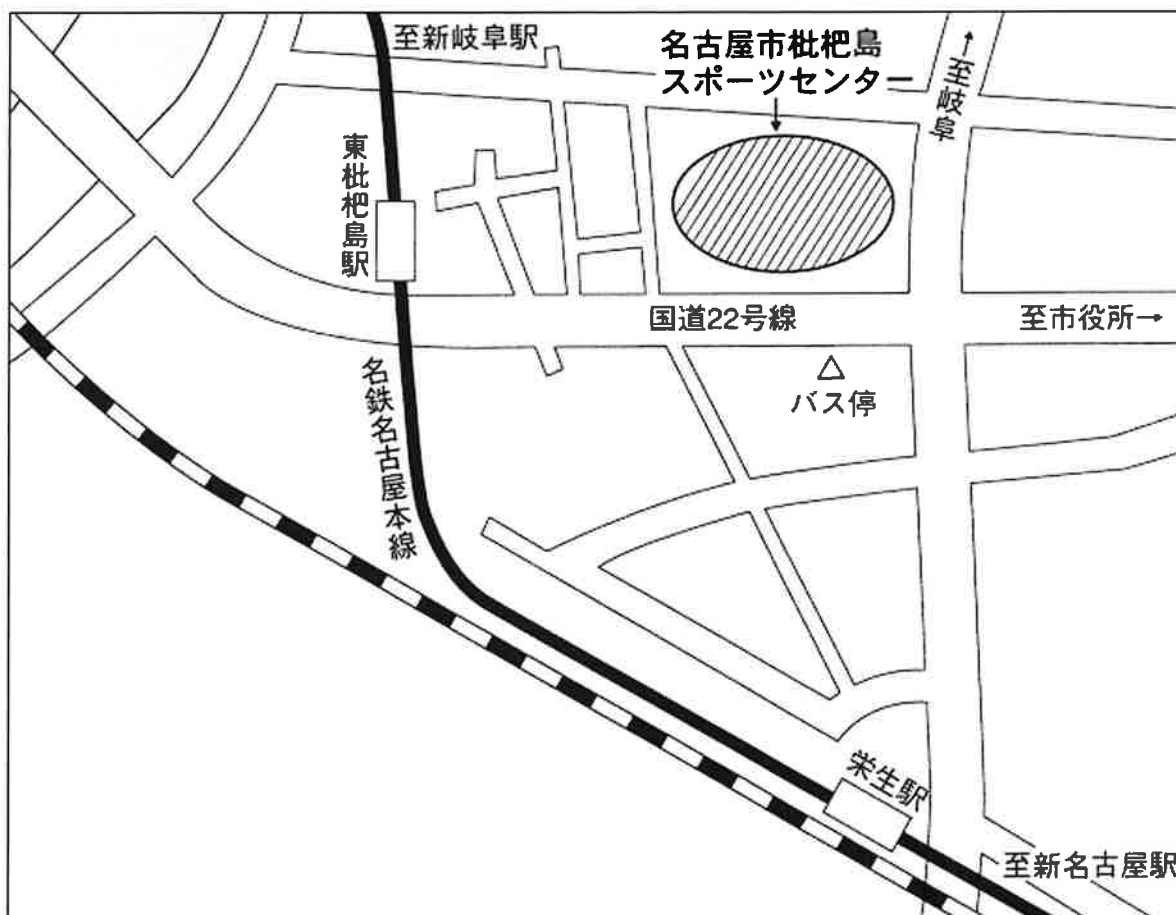 至新岐阜駅
名古屋市枇杷島
スポーツセンター
↑至岐阜
東枇杷島駅
国道22号線
至市役所→
△
バス停
名鉄名古屋本線
栄生駅
至新名古屋駅